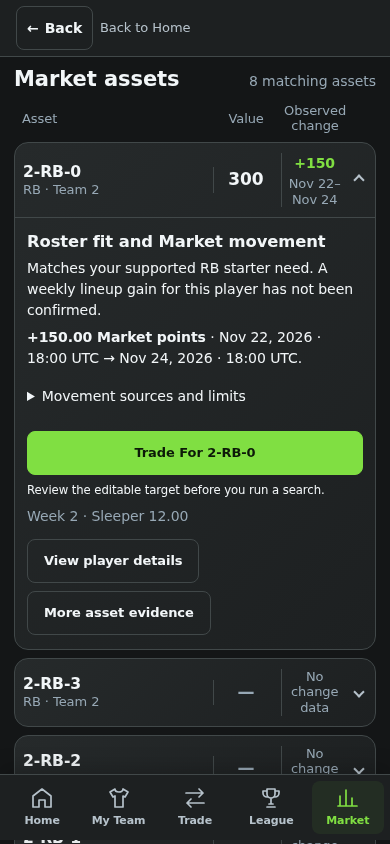 ← Back Back to Home
Market assets 8 matching assets
Asset Value Observed change
2-RB-0
RB · Team 2
300
+150
Nov 22–
Nov 24
Roster fit and Market movement
Matches your supported RB starter need. A
weekly lineup gain for this player has not been
confirmed.
+150.00 Market points · Nov 22, 2026 ·
18:00 UTC → Nov 24, 2026 · 18:00 UTC.
Movement sources and limits
Trade For 2-RB-0
Review the editable target before you run a search.
Week 2 · Sleeper 12.00
View player details
More asset evidence
2-RB-3
RB · Team 2
—
No
change
data
2-RB-2
—
No
change
Home My Team Trade League Market